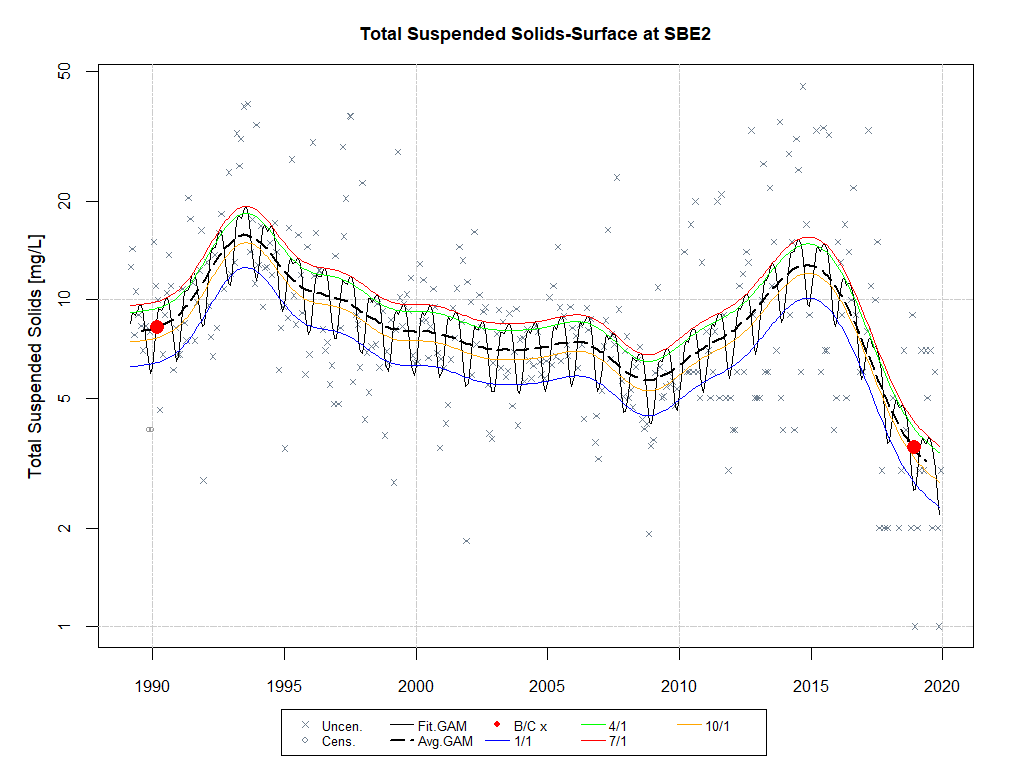 Total Suspended Solids-Surface at SBE2
Total Suspended Solids [mg/L]
50
20
10
5
2
1
1990 1995 2000 2005 2010 2015 2020
Uncen. Fit.GAM B/C x 4/1 10/1
Cens. Avg.GAM 1/1 7/1